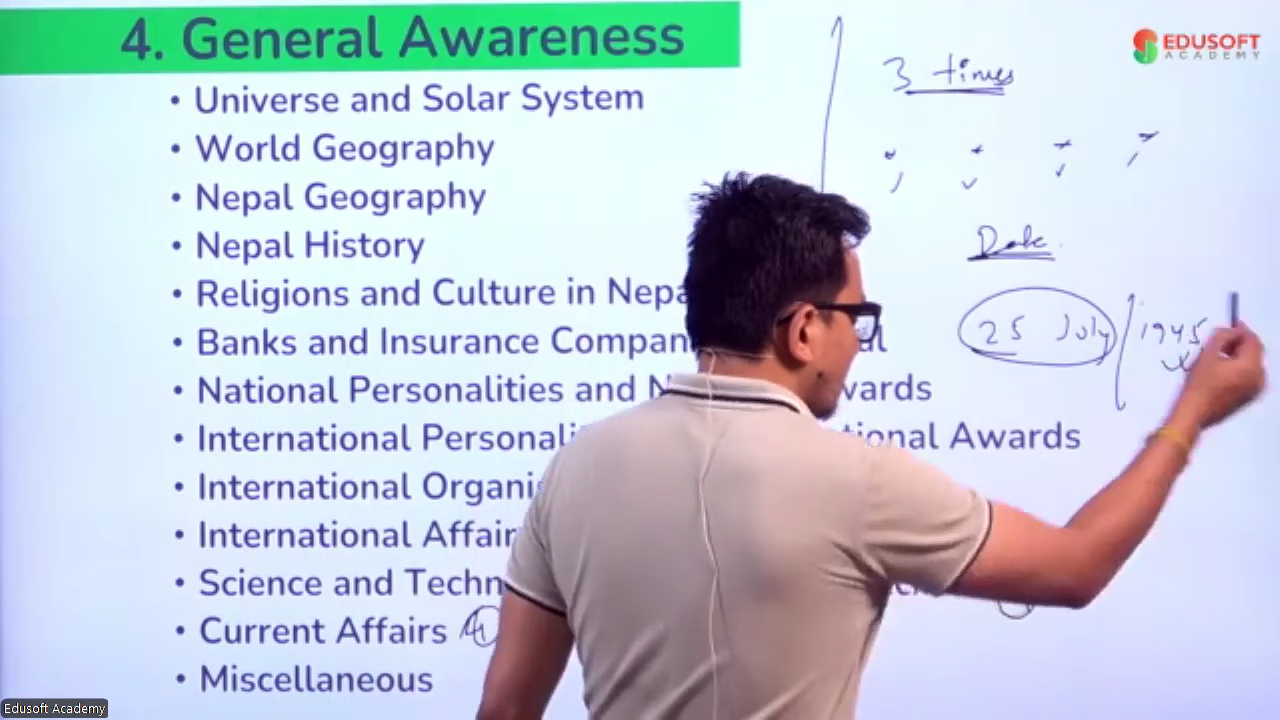 4. General Awareness
3 times
EDUSOFT
ACADEMY
• Universe and Solar System
• World Geography
• Nepal Geography
• Nepal History
Date.
• Religions and Culture in Nepa
25 July 1945
• Banks and Insurance Compan
• National Personalities and N wards
• International Personali tional Awards
• International Organis
• International Affair
• Science and Techn
• Current Affairs
• Miscellaneous
Edusoft Academy